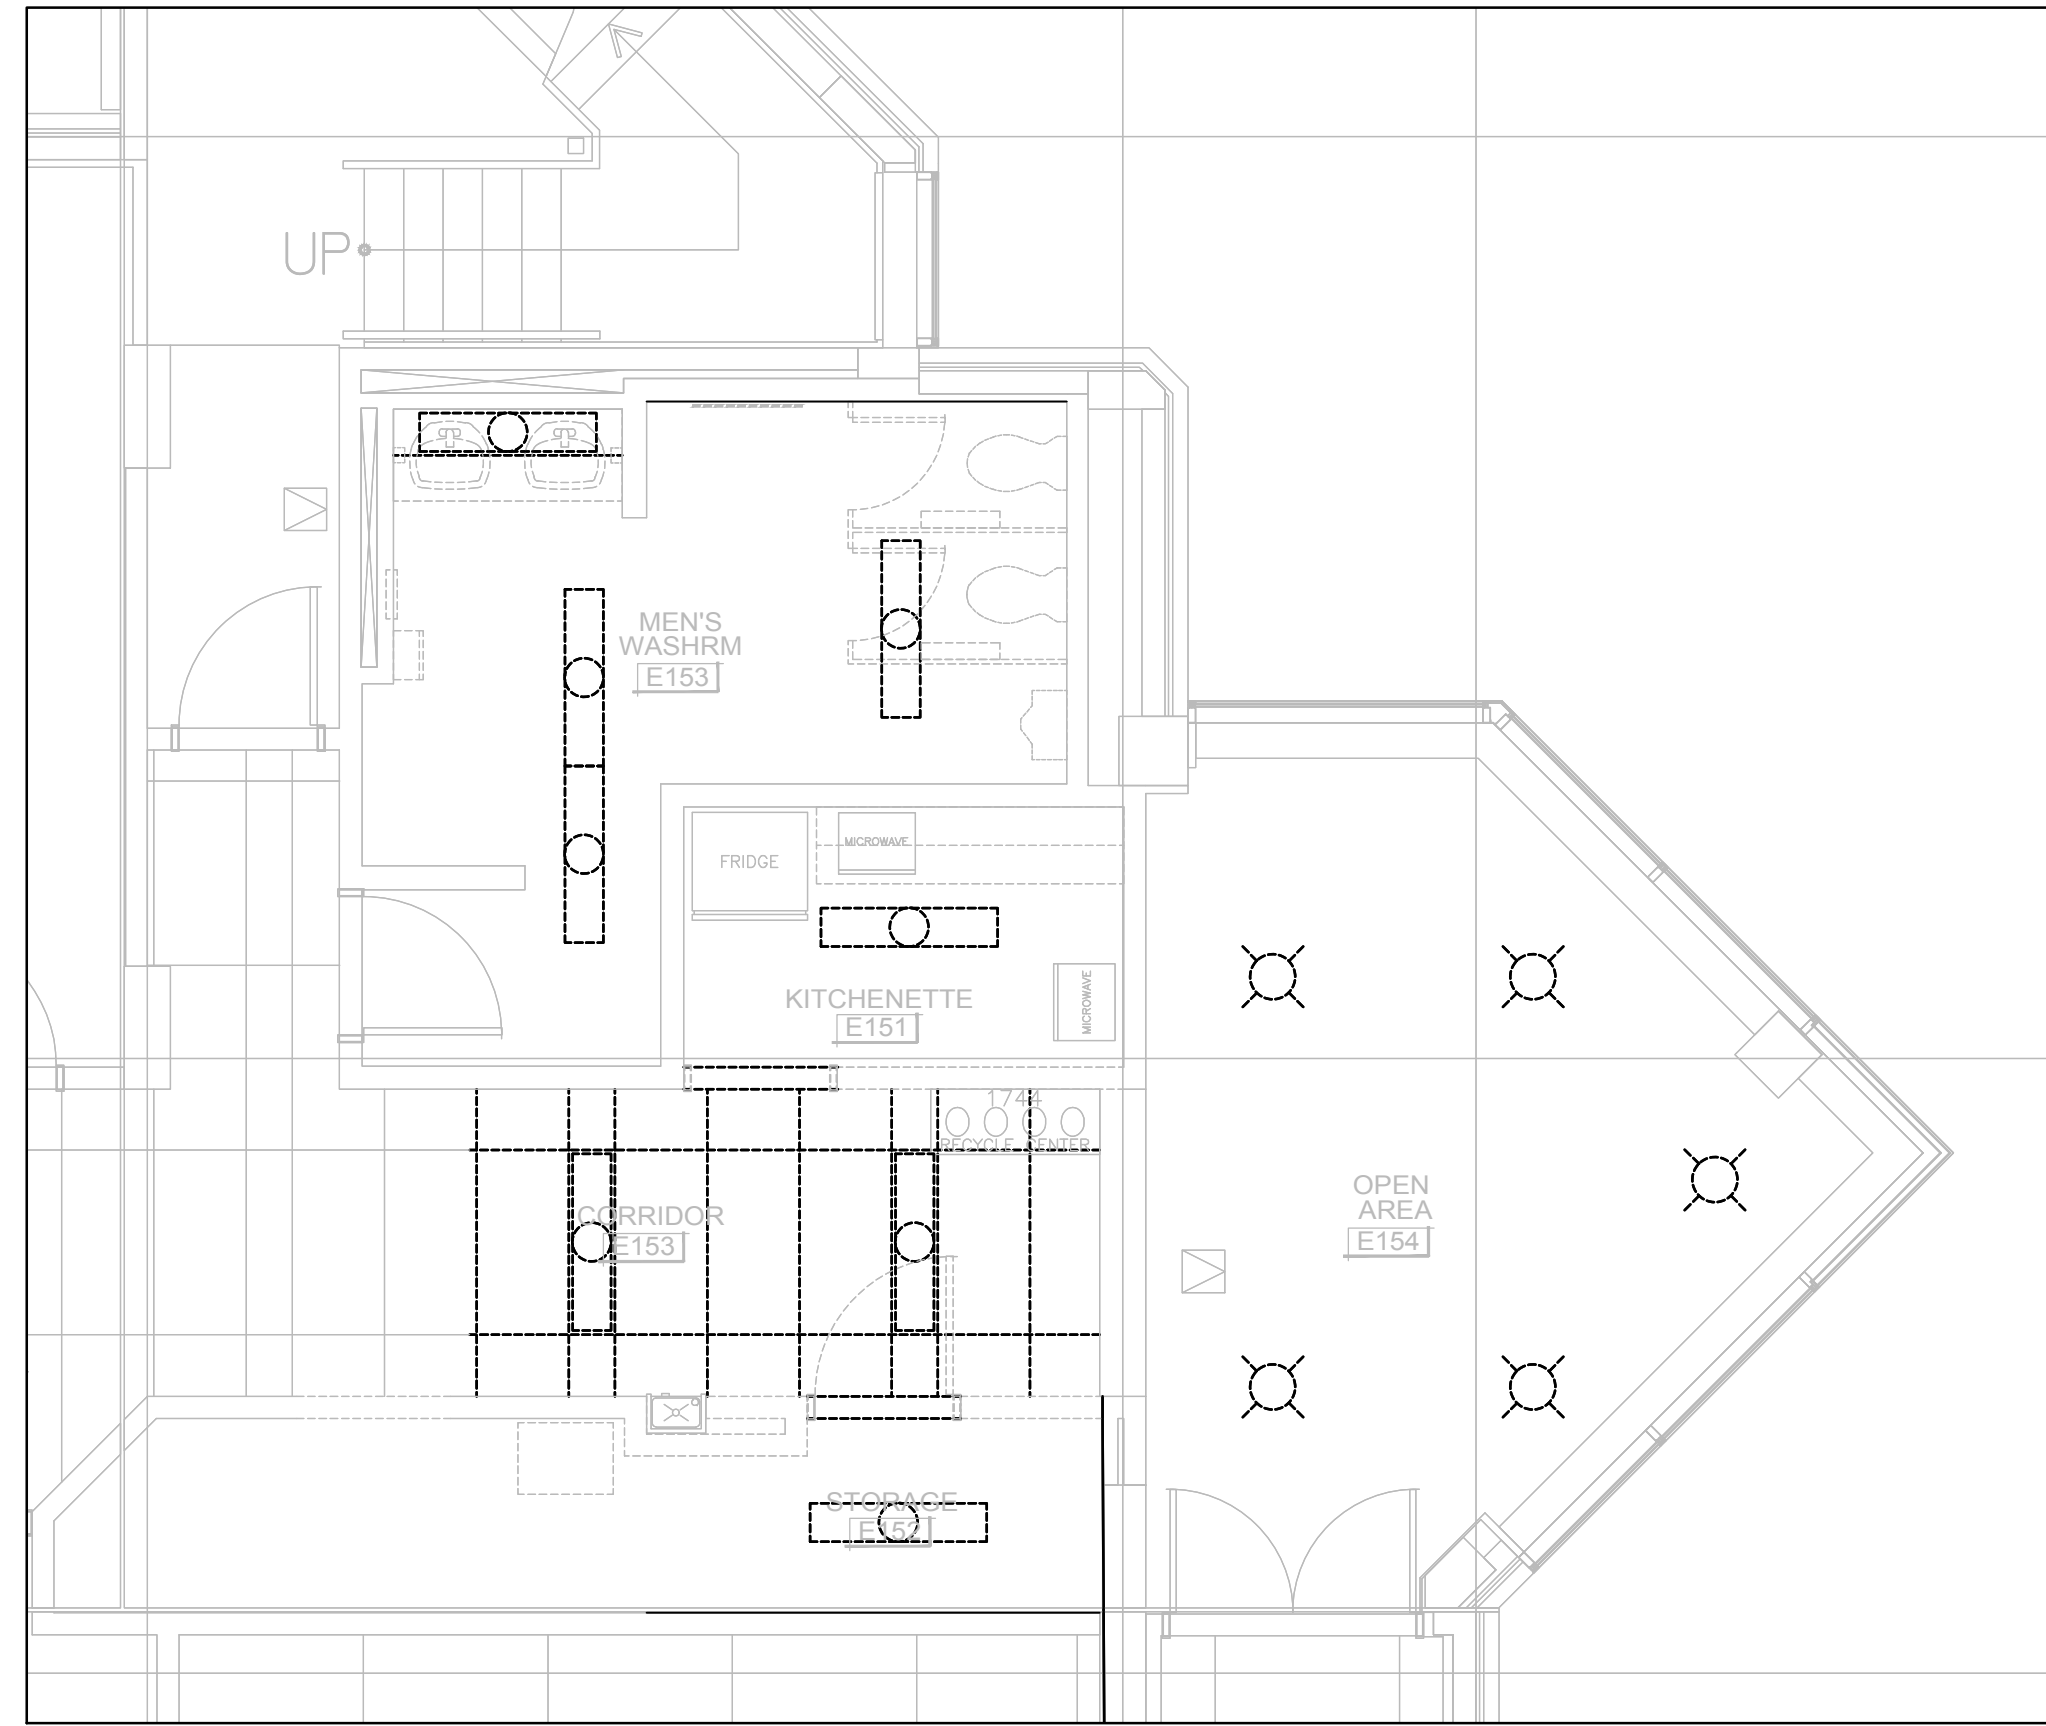 UP
MEN'S
WASHRM
E153
MICROWAVE
FRIDGE
KITCHENETTE
E151
MICROWAVE
1744
RECYCLE CENTER
CORRIDOR
E153
OPEN
AREA
E154
STORAGE
E152